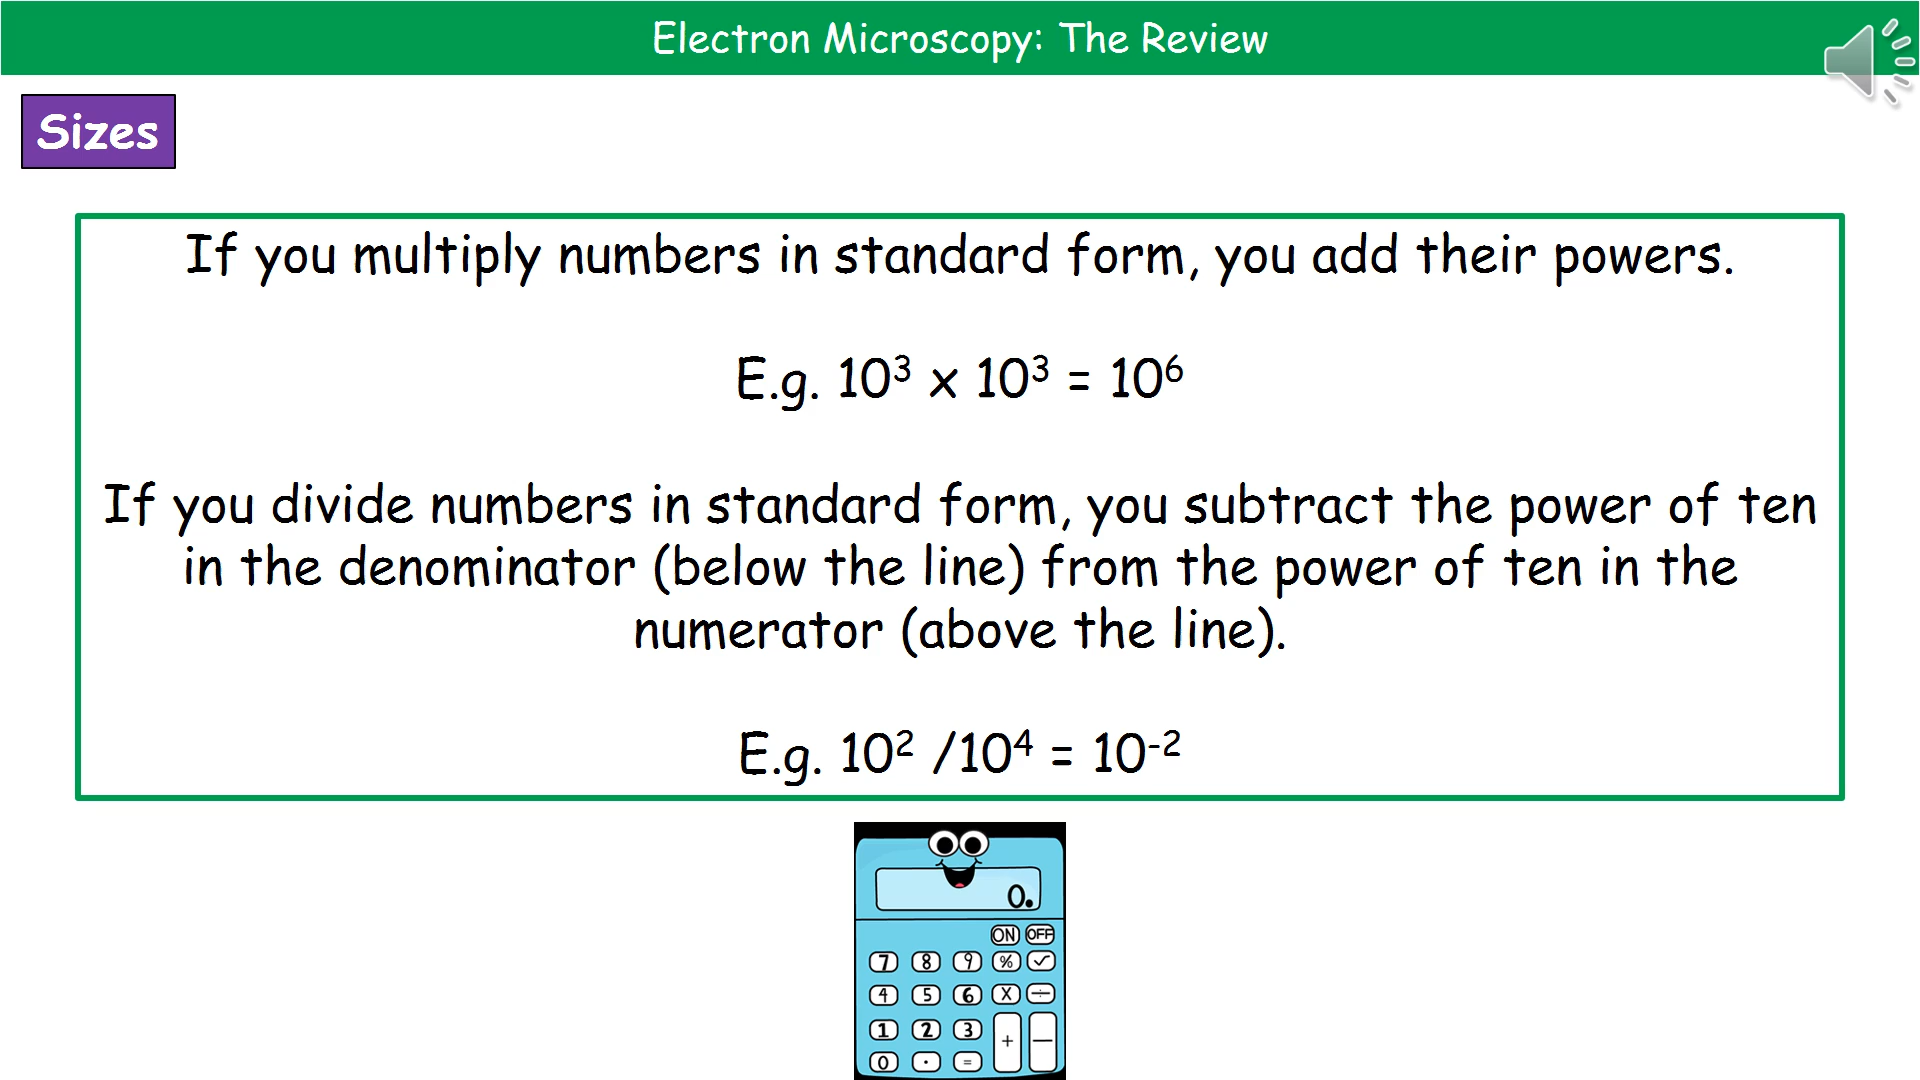 Electron Microscopy: The Review
Sizes
If you multiply numbers in standard form, you add their powers.
E.g. 10³ x 10³ = 10⁶
If you divide numbers in standard form, you subtract the power of ten
in the denominator (below the line) from the power of ten in the
numerator (above the line).
E.g. 10² /10⁴ = 10⁻²
0.
ON OFF
7 8 9 % ✓
4 5 6 X ÷
1 2 3 + —
0 . =